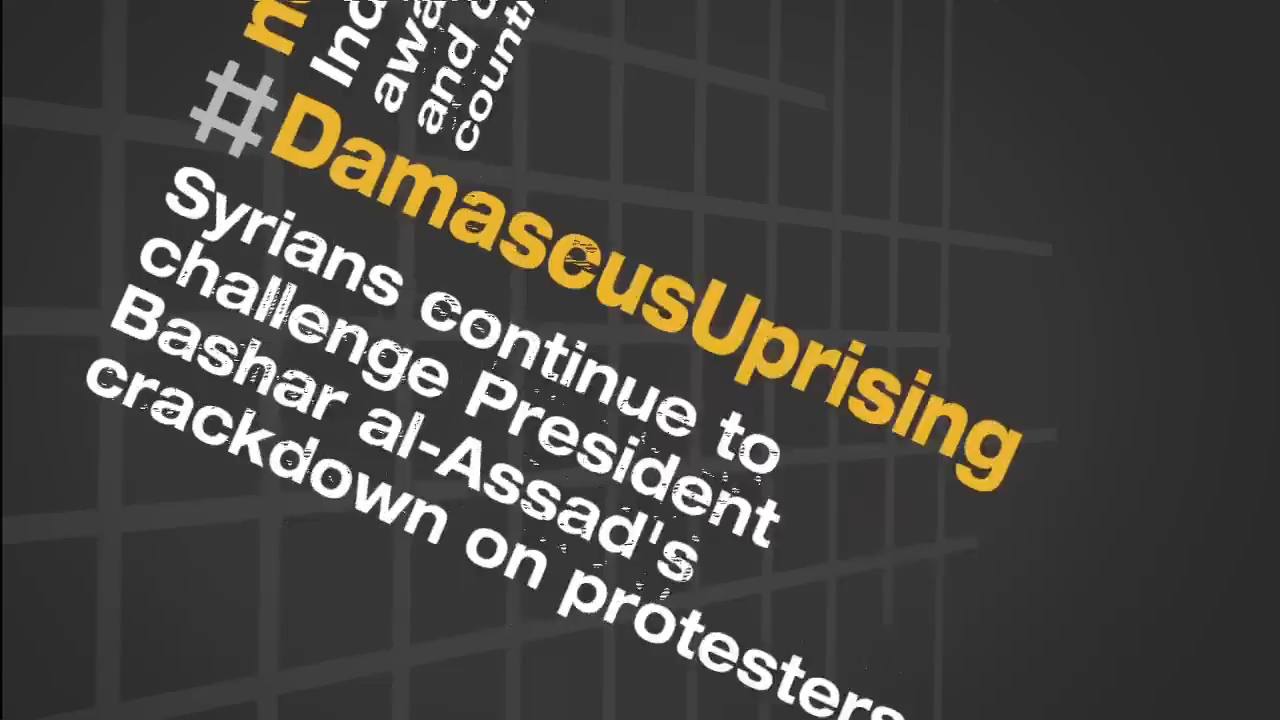 #DamascusUprising
Syrians continue to
challenge President
Bashar al-Assad's
crackdown on protesters